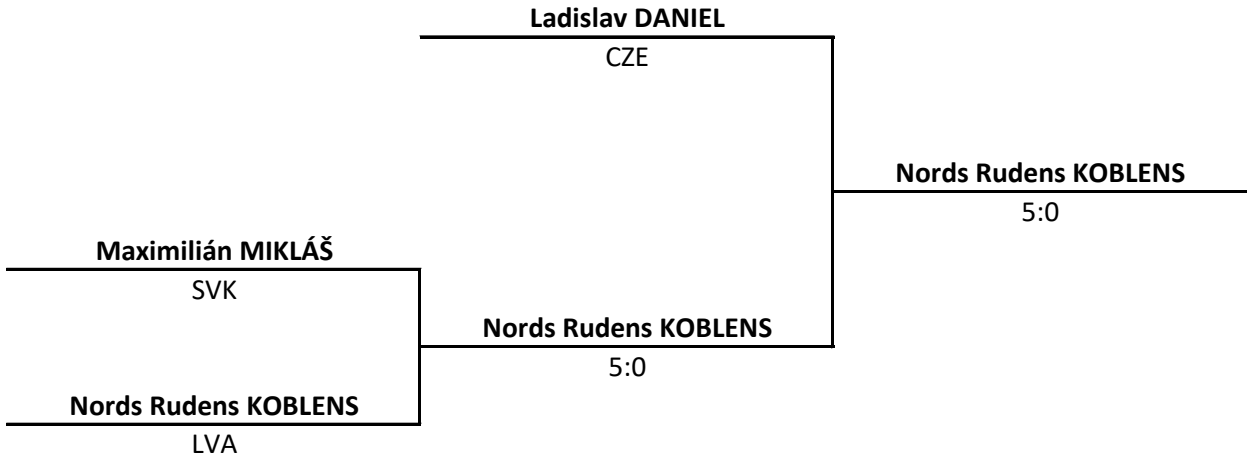 Ladislav DANIEL
CZE
Nords Rudens KOBLENS
5:0
Maximilián MIKLÁŠ
SVK
Nords Rudens KOBLENS
5:0
Nords Rudens KOBLENS
LVA